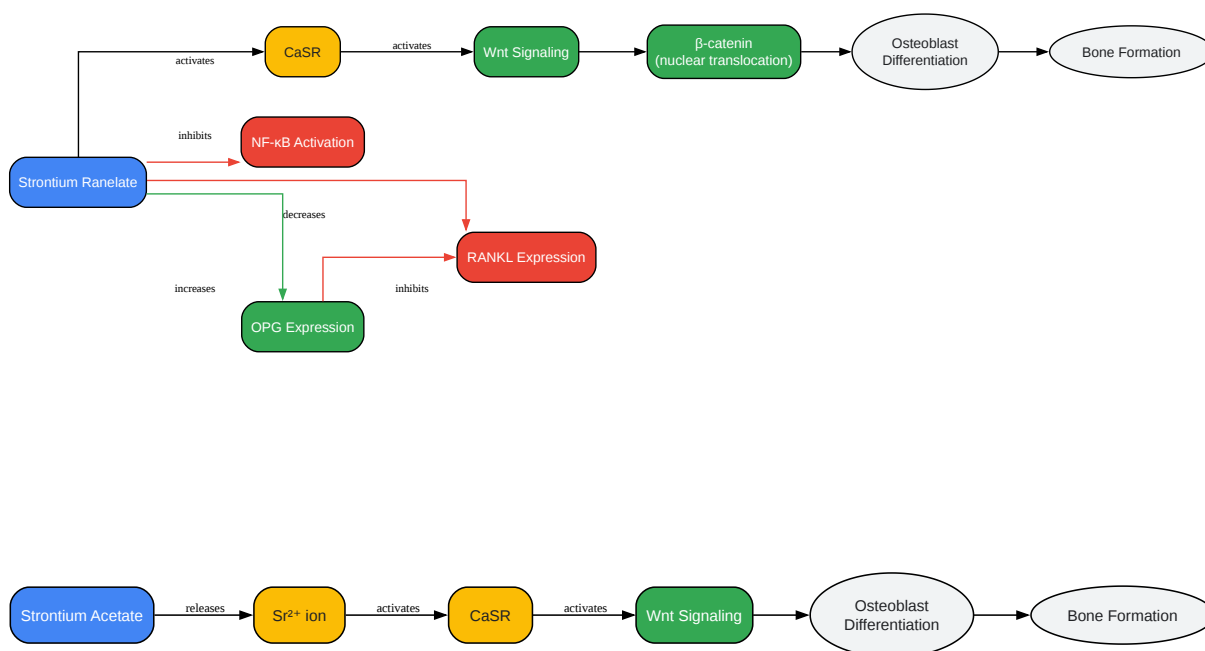 CaSR
activates
Wnt Signaling
β-catenin
(nuclear translocation)
Osteoblast
Differentiation
Bone Formation
activates
inhibits
NF-κB Activation
Strontium Ranelate
decreases
RANKL Expression
increases
inhibits
OPG Expression
Strontium Acetate
releases
Sr²⁺ ion
activates
CaSR
activates
Wnt Signaling
Osteoblast
Differentiation
Bone Formation